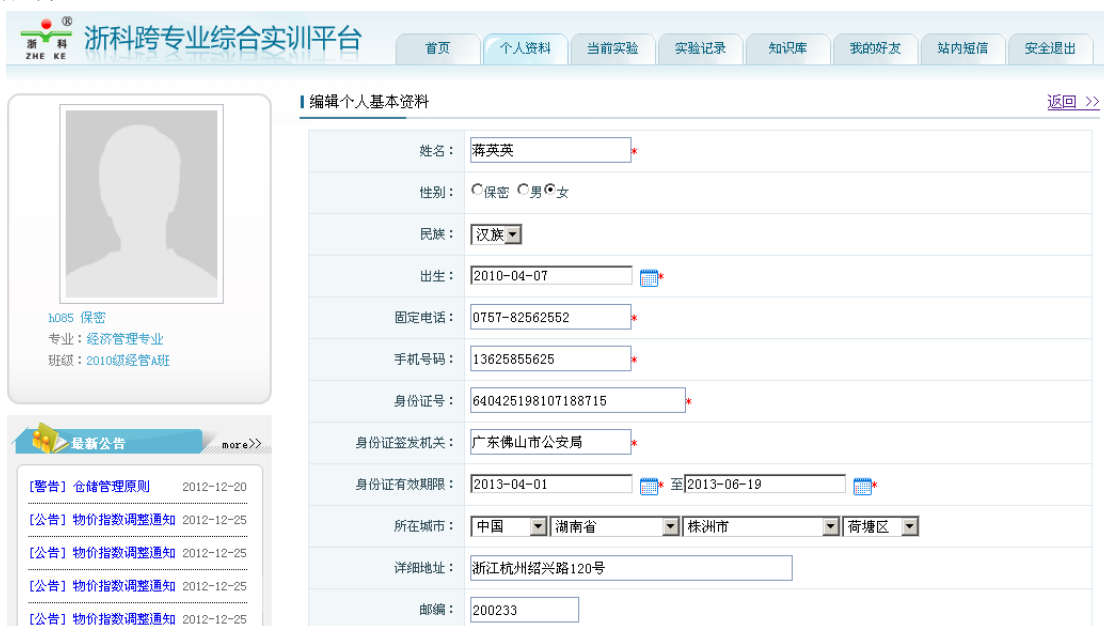 ®
浙 科
ZHE KE
浙科跨专业综合实训平台
首页 个人资料 当前实验 实验记录 知识库 我的好友 站内短信 安全退出
编辑个人基本资料 返回 >>
姓名： 蒋英英 *
性别： 保密 男 女
民族： 汉族
出生： 2010-04-07 *
固定电话： 0757-82562552 *
手机号码： 13625855625 *
身份证号： 640425198107188715 *
身份证签发机关： 广东佛山市公安局 *
身份证有效期限： 2013-04-01 * 至 2013-06-19 *
所在城市： 中国 湖南省 株洲市 荷塘区
详细地址： 浙江杭州绍兴路120号
邮编： 200233
h085 保密
专业：经济管理专业
班级：2010级经管A班
最新公告 more>>
[警告] 仓储管理原则 2012-12-20
[公告] 物价指数调整通知 2012-12-25
[公告] 物价指数调整通知 2012-12-25
[公告] 物价指数调整通知 2012-12-25
[公告] 物价指数调整通知 2012-12-25